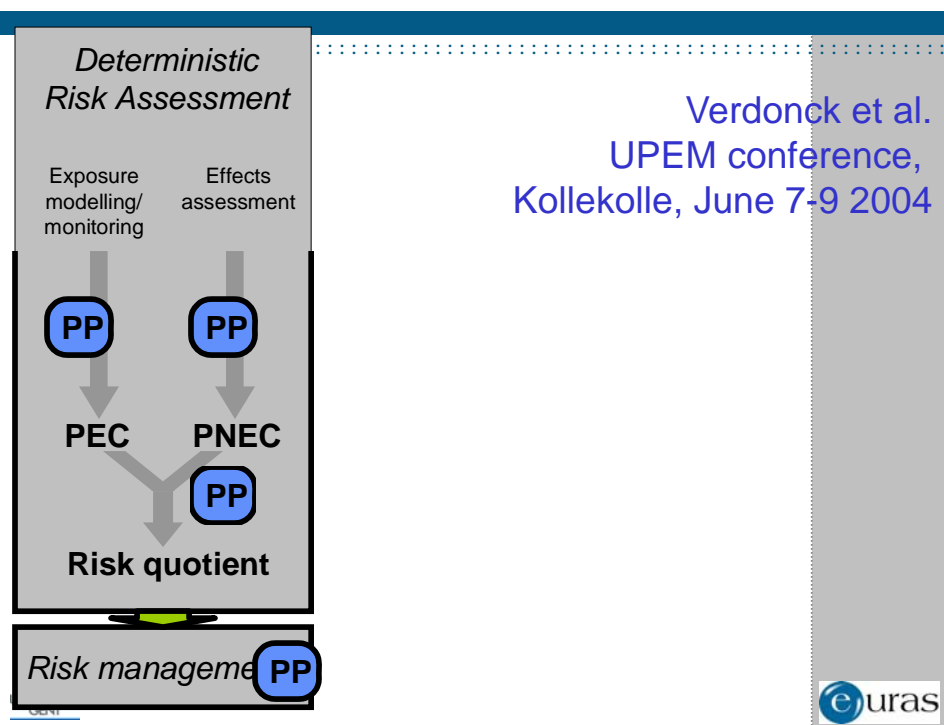 Deterministic
Risk Assessment
Exposure
modelling/
monitoring
Effects
assessment
PP
PP
PEC
PNEC
PP
Risk quotient
Risk manageme
PP
Verdonck et al.
UPEM conference,
Kollekolle, June 7-9 2004
euras